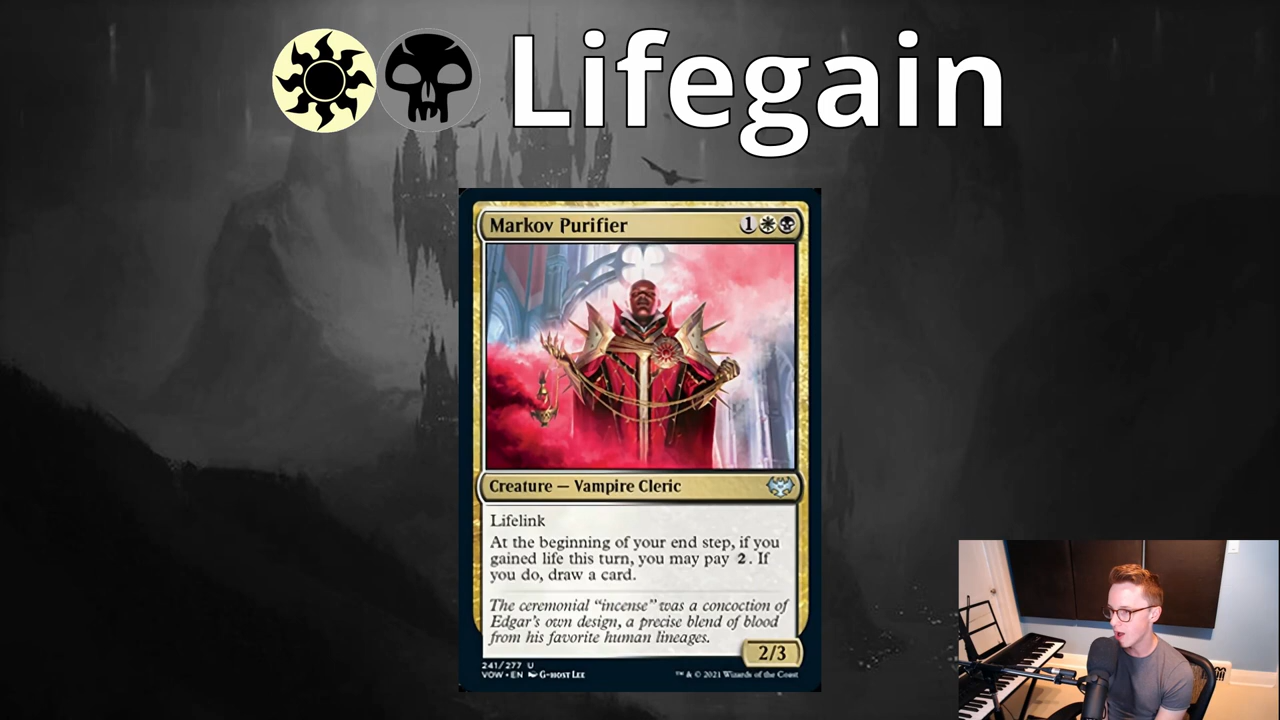 Lifegain
Markov Purifier 1
Creature — Vampire Cleric
Lifelink
At the beginning of your end step, if you
gained life this turn, you may pay 2. If
you do, draw a card.
The ceremonial “incense” was a concoction of
Edgar's own design, a precise blend of blood
from his favorite human lineages.
2/3
241/277 U
VOW • EN G-HOST LEE
™ & © 2021 Wizards of the Coast